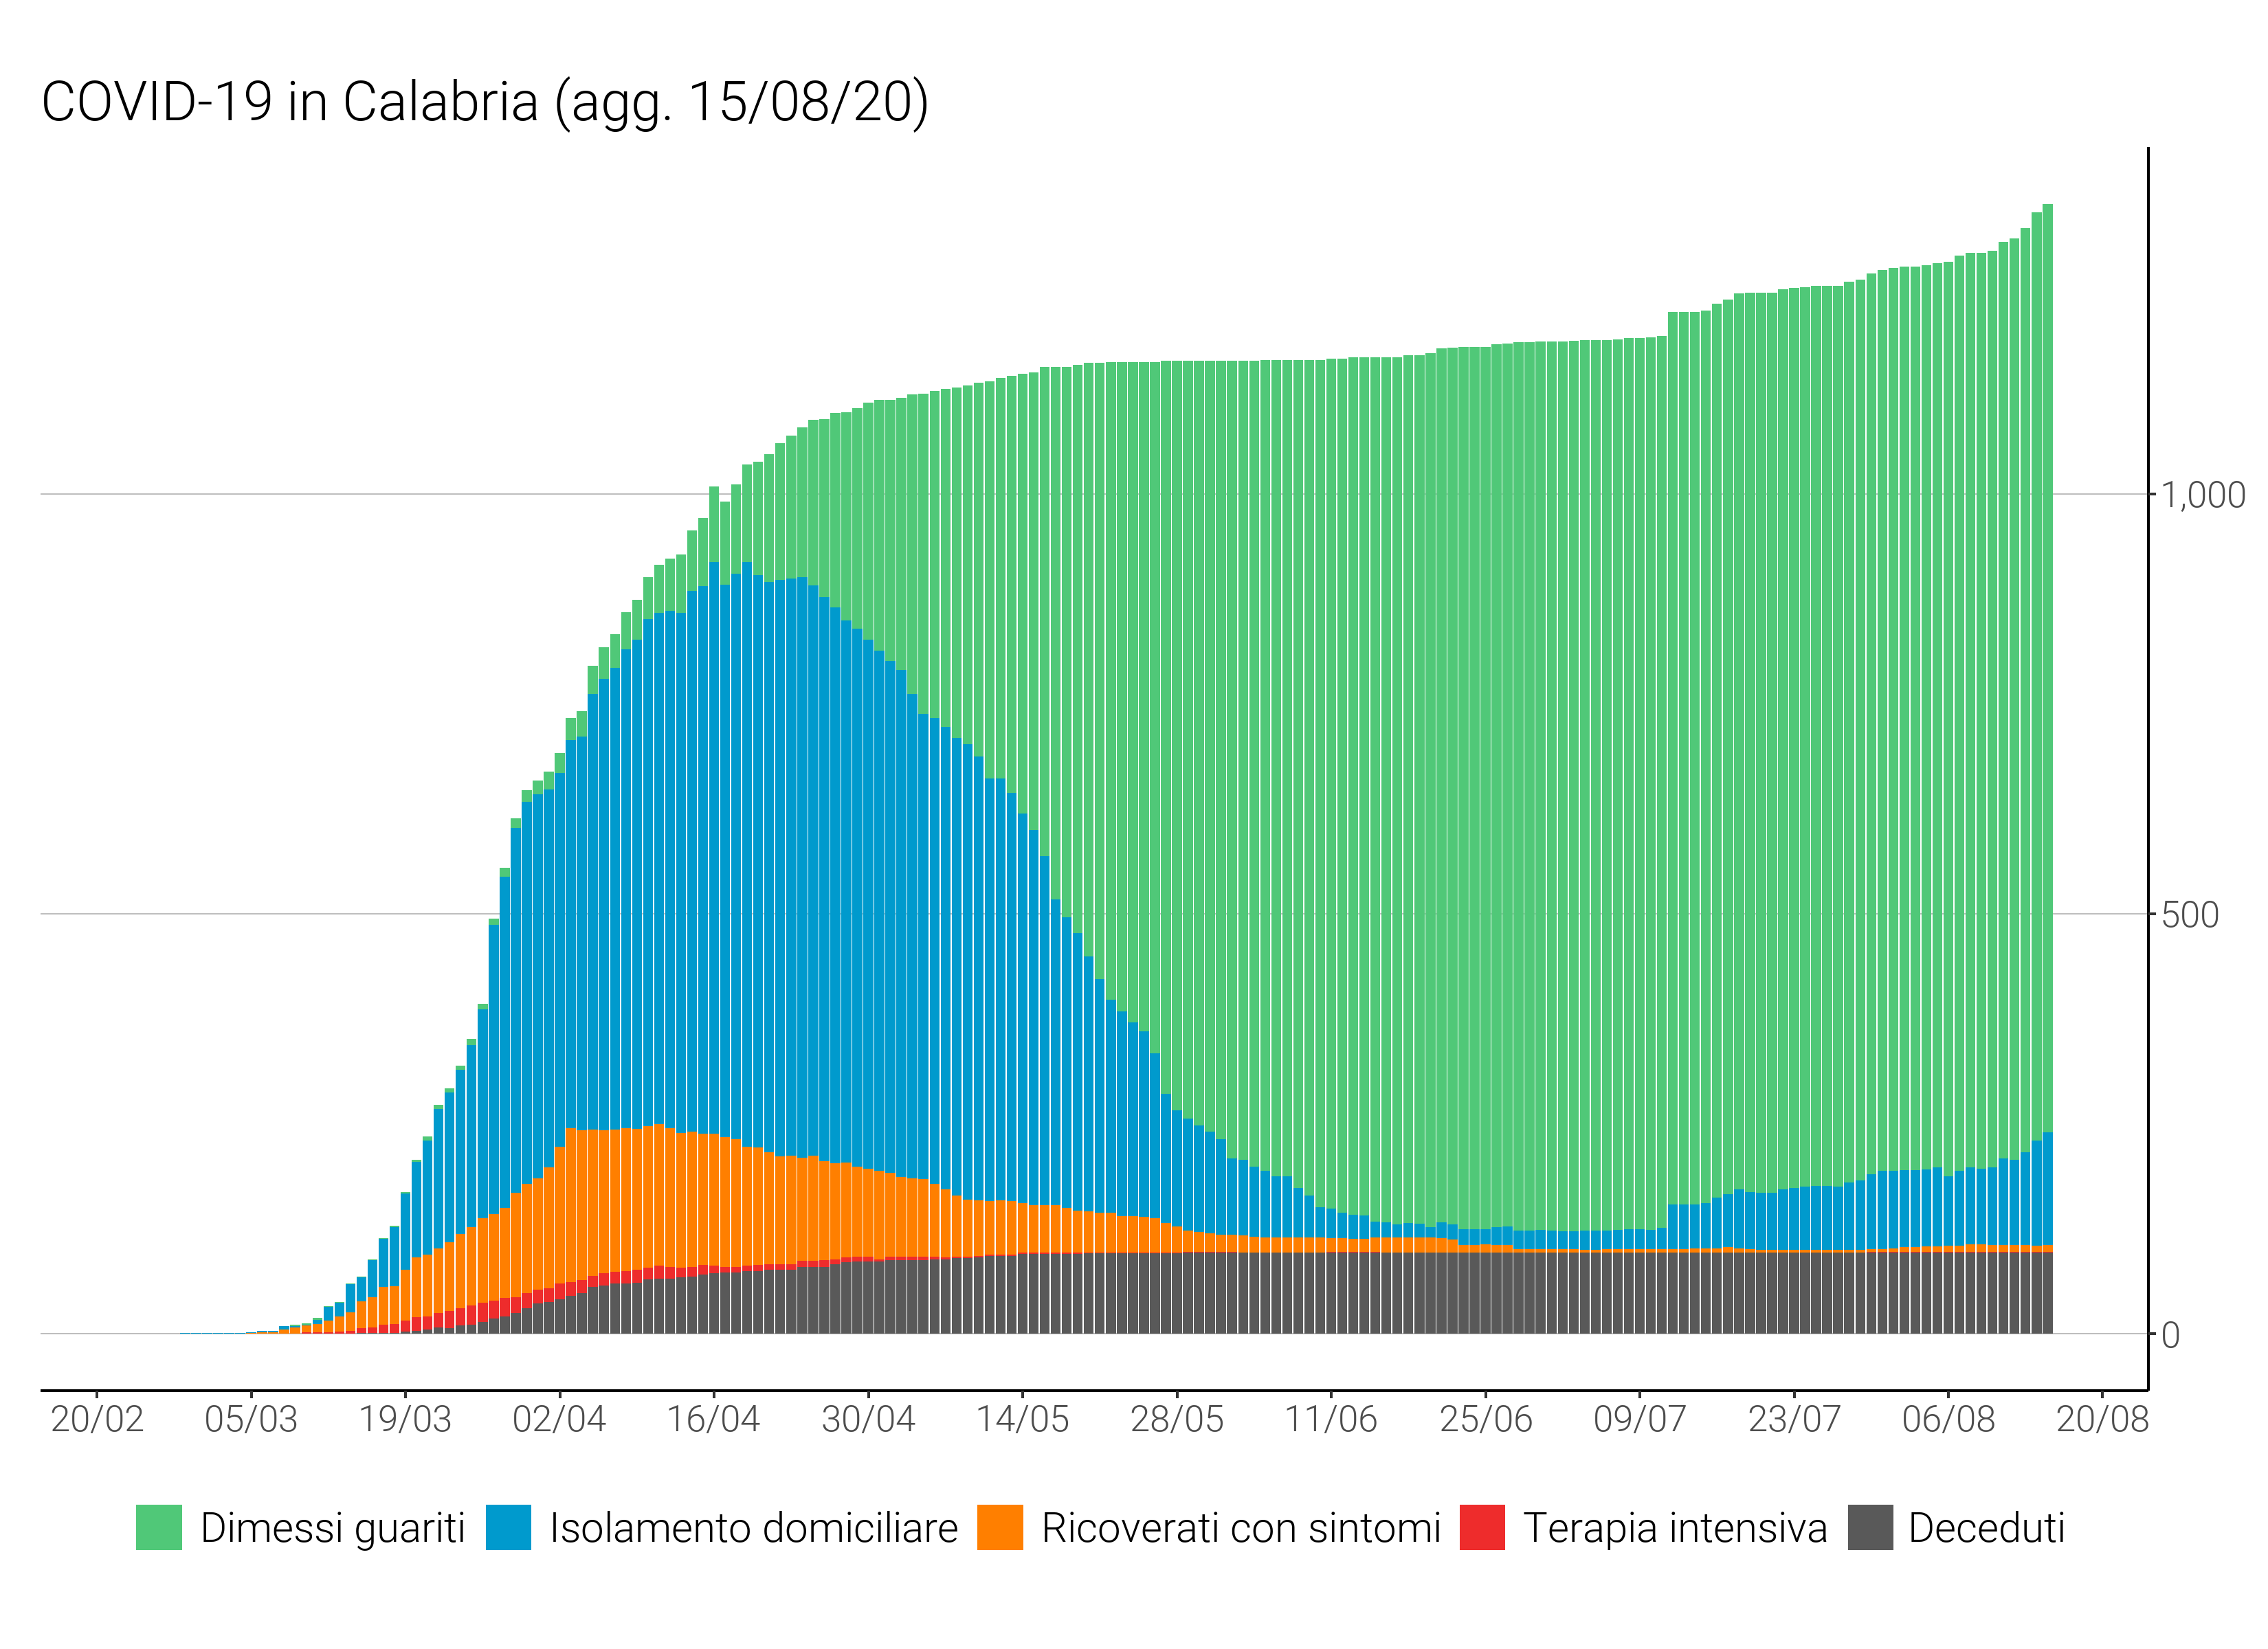 COVID-19 in Calabria (agg. 15/08/20)
1,000
500
0
20/02 05/03 19/03 02/04 16/04 30/04 14/05 28/05 11/06 25/06 09/07 23/07 06/08 20/08
Dimessi guariti Isolamento domiciliare Ricoverati con sintomi Terapia intensiva Deceduti